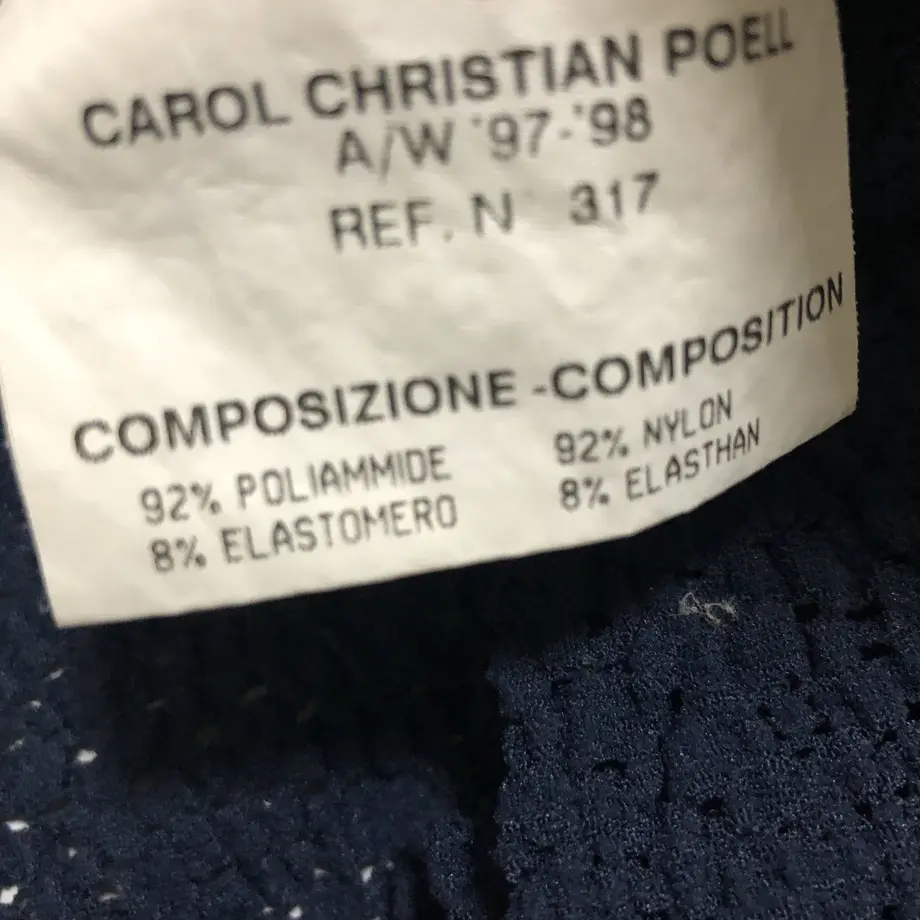 CAROL CHRISTIAN POELL
A/W '97-'98
REF. N° 317
COMPOSIZIONE - COMPOSITION
92% POLIAMMIDE 92% NYLON
8% ELASTOMERO 8% ELASTHAN